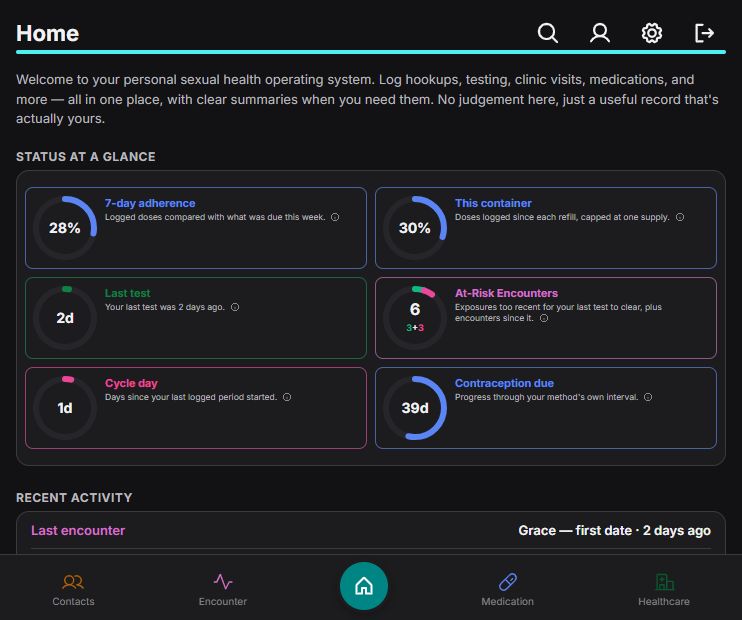 Home
Welcome to your personal sexual health operating system. Log hookups, testing, clinic visits, medications, and
more — all in one place, with clear summaries when you need them. No judgement here, just a useful record that's
actually yours.
STATUS AT A GLANCE
28%
7-day adherence
Logged doses compared with what was due this week.
30%
This container
Doses logged since each refill, capped at one supply.
2d
Last test
Your last test was 2 days ago.
6
3+3
At-Risk Encounters
Exposures too recent for your last test to clear, plus
encounters since it.
1d
Cycle day
Days since your last logged period started.
39d
Contraception due
Progress through your method's own interval.
RECENT ACTIVITY
Last encounter
Grace — first date · 2 days ago
Contacts
Encounter
Medication
Healthcare